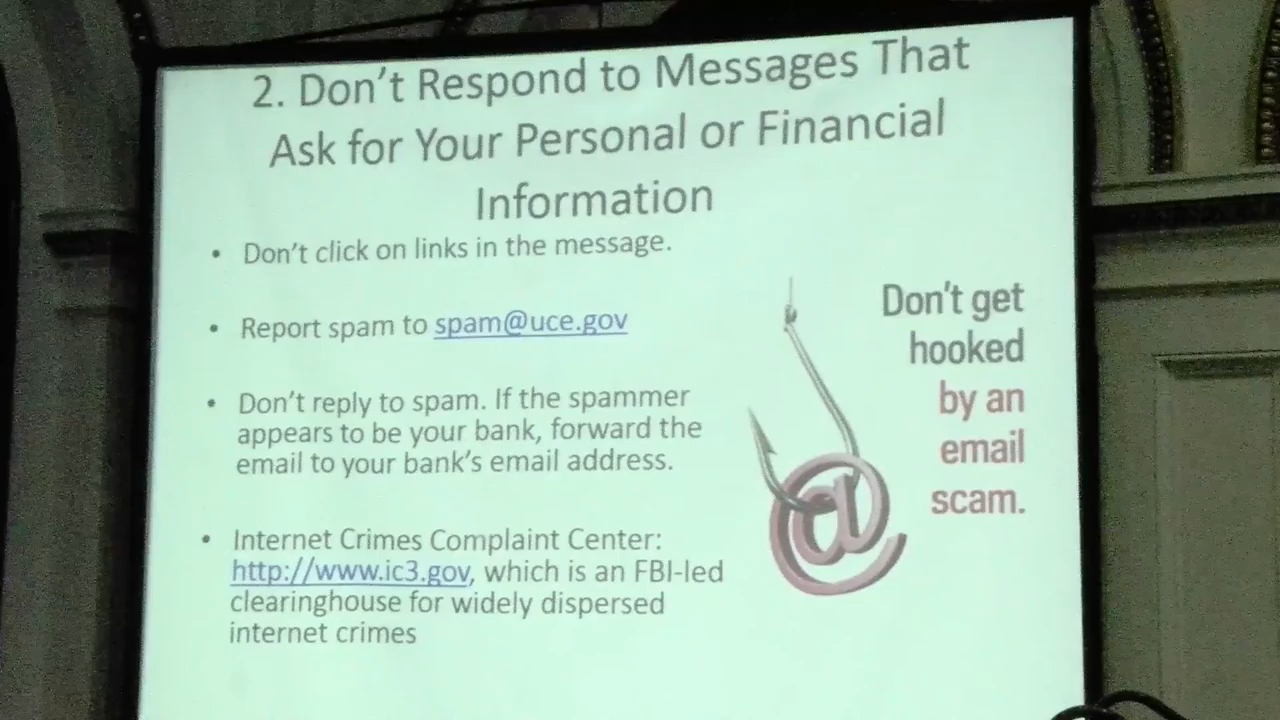 2. Don't Respond to Messages That
Ask for Your Personal or Financial
Information
• Don't click on links in the message.
• Report spam to spam@uce.gov
• Don't reply to spam. If the spammer
appears to be your bank, forward the
email to your bank's email address.
• Internet Crimes Complaint Center:
http://www.ic3.gov, which is an FBI-led
clearinghouse for widely dispersed
internet crimes
Don't get
hooked
by an
email
scam.
@